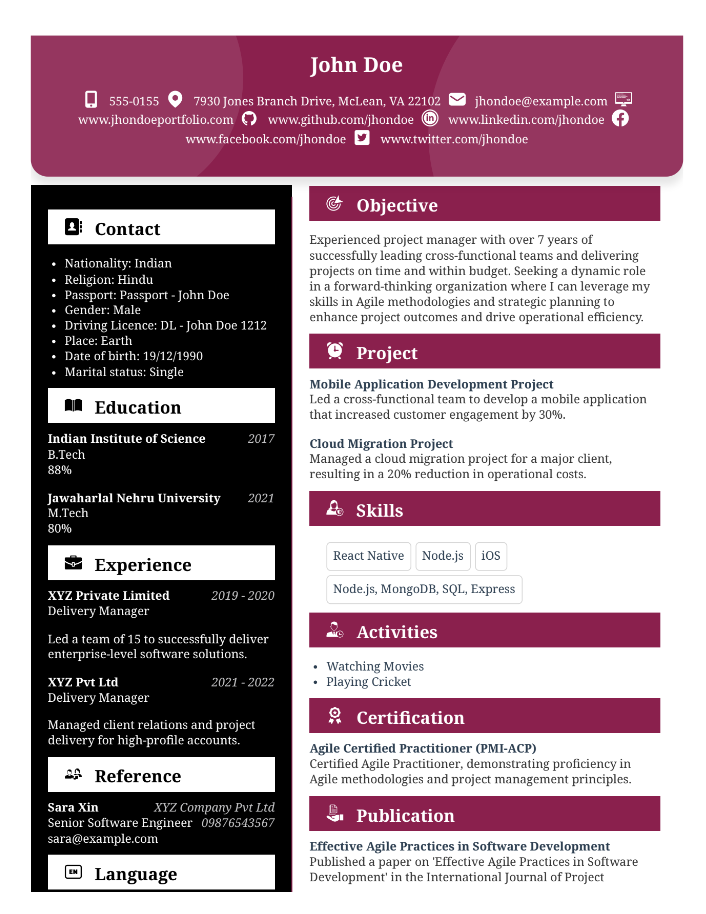 John Doe
555-0155 7930 Jones Branch Drive, McLean, VA 22102 jhondoe@example.com
www.jhondoeportfolio.com www.github.com/jhondoe www.linkedin.com/jhondoe
www.facebook.com/jhondoe www.twitter.com/jhondoe
Contact
• Nationality: Indian
• Religion: Hindu
• Passport: Passport - John Doe
• Gender: Male
• Driving Licence: DL - John Doe 1212
• Place: Earth
• Date of birth: 19/12/1990
• Marital status: Single
Education
Indian Institute of Science 2017
B.Tech
88%
Jawaharlal Nehru University 2021
M.Tech
80%
Experience
XYZ Private Limited 2019 - 2020
Delivery Manager
Led a team of 15 to successfully deliver
enterprise-level software solutions.
XYZ Pvt Ltd 2021 - 2022
Delivery Manager
Managed client relations and project
delivery for high-profile accounts.
Reference
Sara Xin XYZ Company Pvt Ltd
Senior Software Engineer 09876543567
sara@example.com
EN Language
Objective
Experienced project manager with over 7 years of
successfully leading cross-functional teams and delivering
projects on time and within budget. Seeking a dynamic role
in a forward-thinking organization where I can leverage my
skills in Agile methodologies and strategic planning to
enhance project outcomes and drive operational efficiency.
Project
Mobile Application Development Project
Led a cross-functional team to develop a mobile application
that increased customer engagement by 30%.
Cloud Migration Project
Managed a cloud migration project for a major client,
resulting in a 20% reduction in operational costs.
Skills
React Native Node.js iOS
Node.js, MongoDB, SQL, Express
Activities
• Watching Movies
• Playing Cricket
Certification
Agile Certified Practitioner (PMI-ACP)
Certified Agile Practitioner, demonstrating proficiency in
Agile methodologies and project management principles.
Publication
Effective Agile Practices in Software Development
Published a paper on 'Effective Agile Practices in Software
Development' in the International Journal of Project